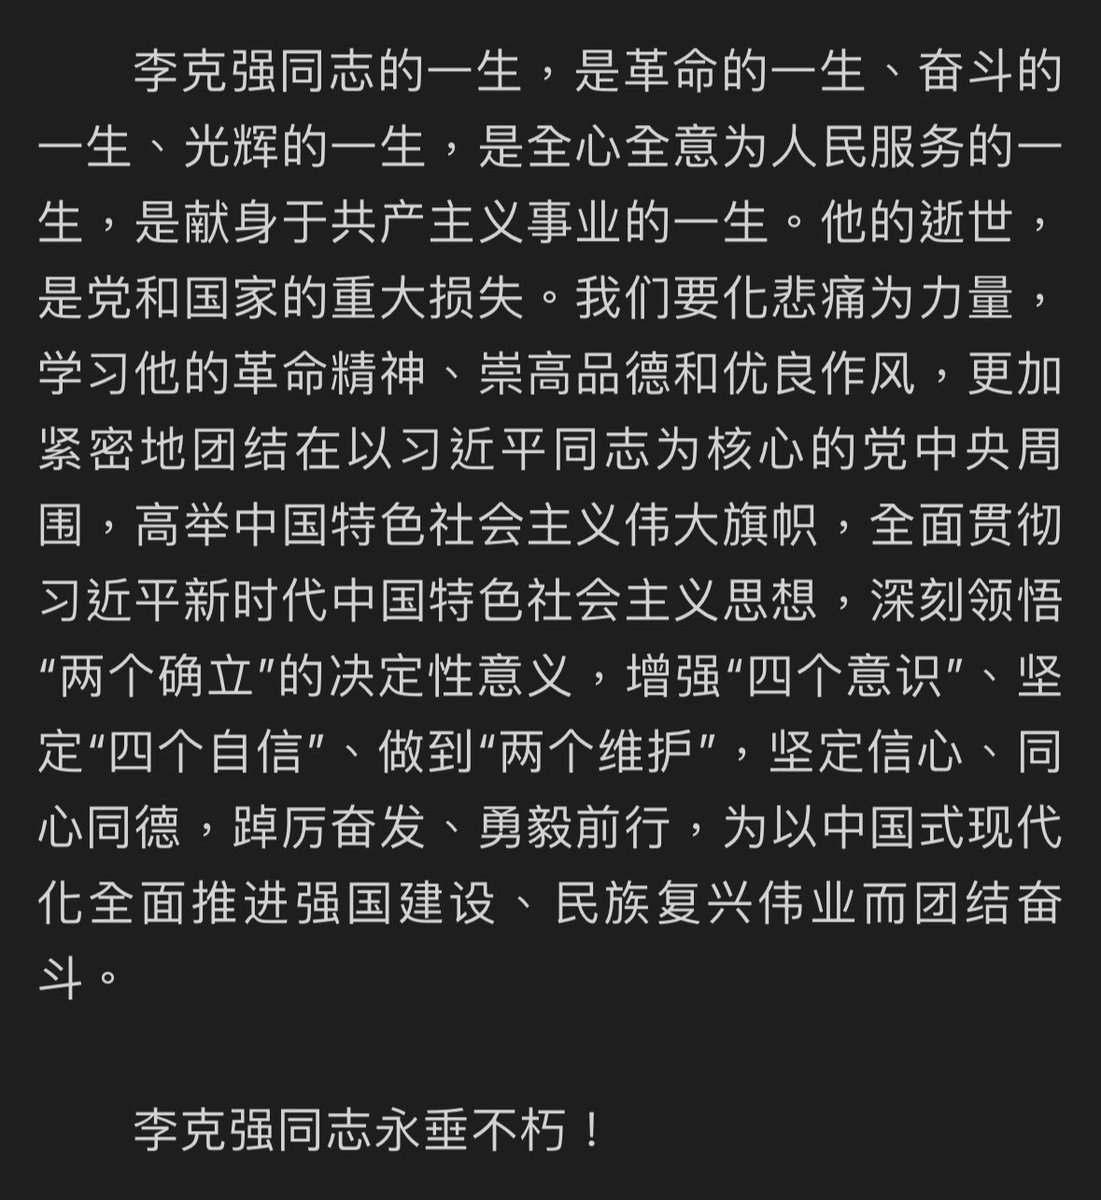 李克强同志的一生，是革命的一生、奋斗的
一生、光辉的一生，是全心全意为人民服务的一
生，是献身于共产主义事业的一生。他的逝世，
是党和国家的重大损失。我们要化悲痛为力量，
学习他的革命精神、崇高品德和优良作风，更加
紧密地团结在以习近平同志为核心的党中央周
围，高举中国特色社会主义伟大旗帜，全面贯彻
习近平新时代中国特色社会主义思想，深刻领悟
“两个确立”的决定性意义，增强“四个意识”、坚
定“四个自信”、做到“两个维护”，坚定信心、同
心同德，踔厉奋发、勇毅前行，为以中国式现代
化全面推进强国建设、民族复兴伟业而团结奋
斗。
李克强同志永垂不朽！